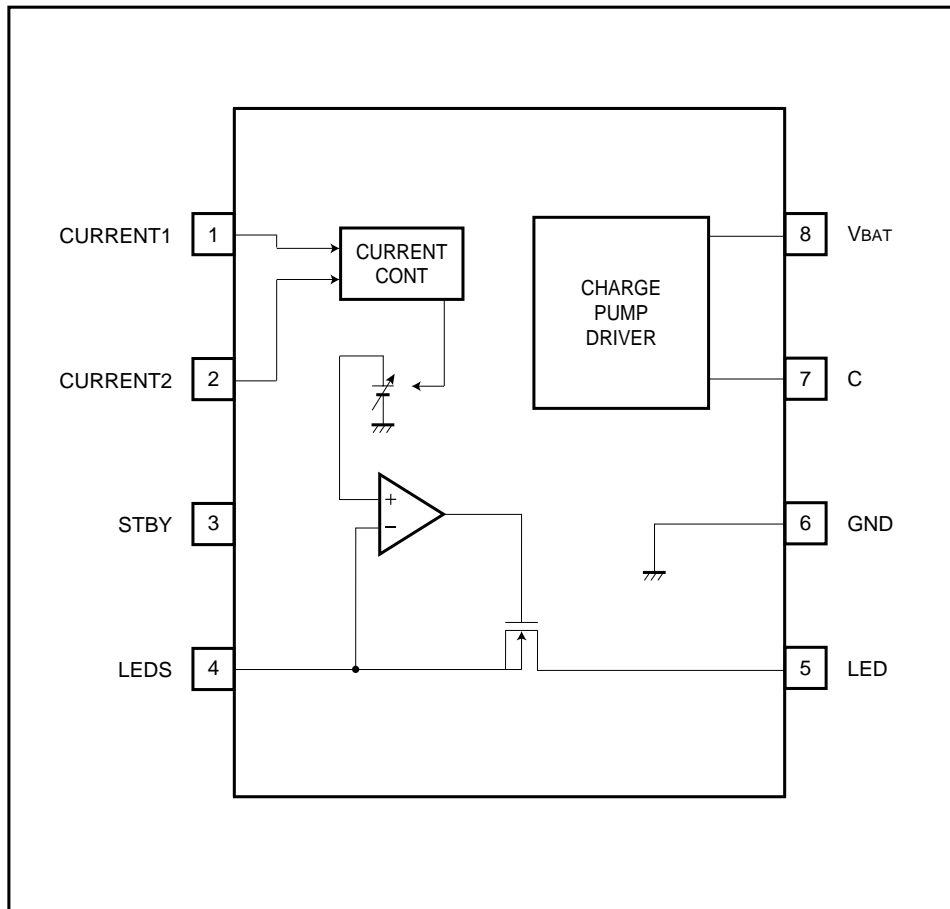 CURRENT1
1
CURRENT
CONT
CHARGE
PUMP
DRIVER
8
VBAT
CURRENT2
2
7
C
STBY
3
+
−
6
GND
LEDS
4
5
LED